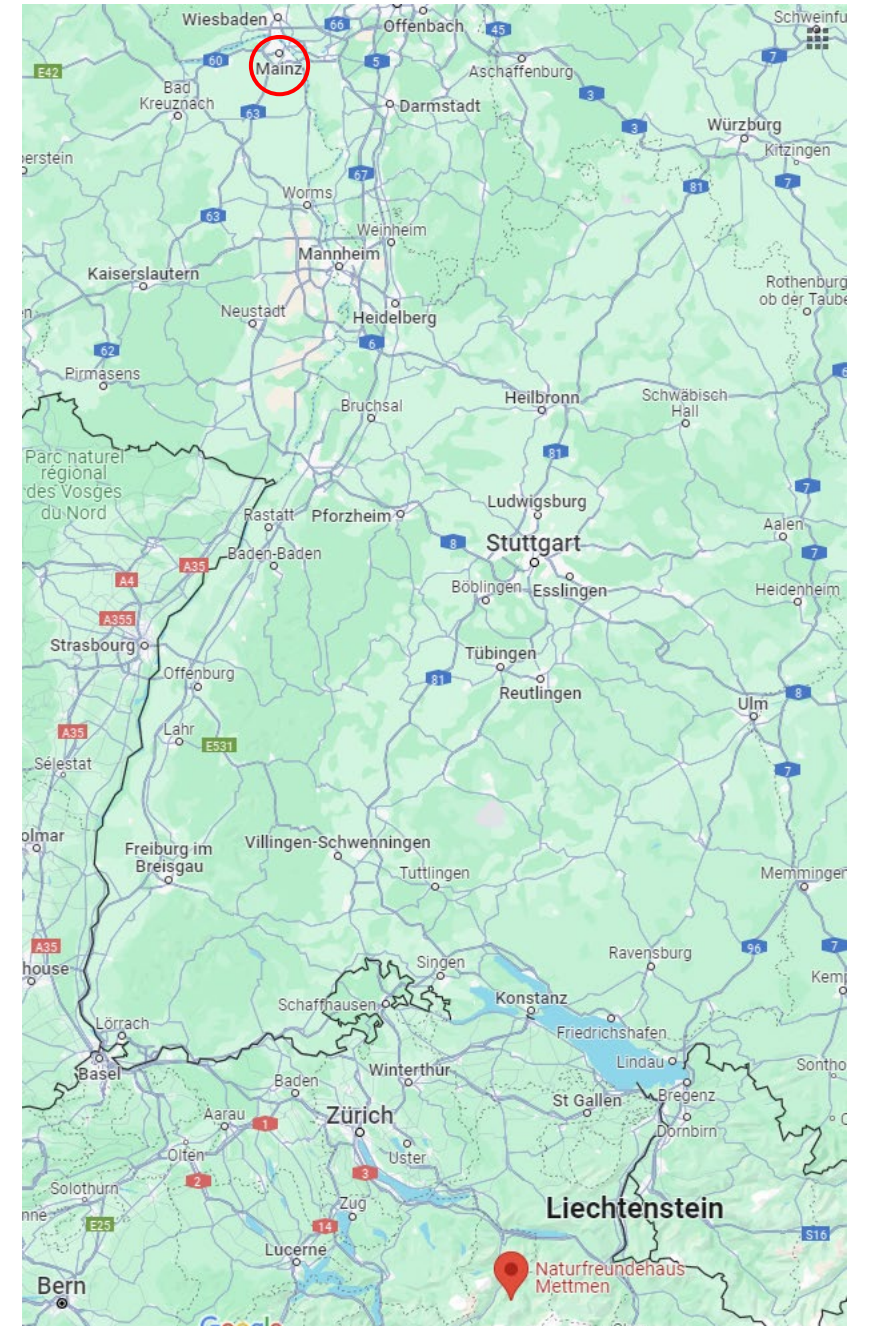 Wiesbaden
66
Offenbach
45
Schweinfu
E42
60
Mainz
5
Aschaffenburg
7
Bad
Kreuznach
63
Darmstadt
3
3
Würzburg
Kitzingen
erstein
67
81
7
Worms
63
Weinheim
Mannheim
Kaiserslautern
Rothenburg
ob der Taube
n
Neustadt
Heidelberg
6
62
6
Pirmasens
Bruchsal
Heilbronn
Schwäbisch
Hall
81
Parc naturel
régional
des Vosges
du Nord
7
Rastatt
Pforzheim
Ludwigsburg
Aalen
8
Stuttgart
7
Baden-Baden
A35
A4
Böblingen
Esslingen
Heidenheim
A355
Strasbourg
Tübingen
Offenburg
81
Reutlingen
8
Ulm
A35
Lahr
E531
Sélestat
7
olmar
Freiburg im
Breisgau
Villingen-Schwenningen
Tuttlingen
Memmingen
A35
house
96
7
Ravensburg
Singen
Kemp
Schaffhausen
Konstanz
Lörrach
Friedrichshafen
Basel
Lindau
Winterthur
Sontho
Baden
St Gallen
Bregenz
Aarau
1
Zürich
Dornbirn
Olten
Uster
2
3
Solothurn
Zug
nne
E25
14
Liechtenstein
S16
Lucerne
Naturfreundehaus
Mettmen
Bern
Google